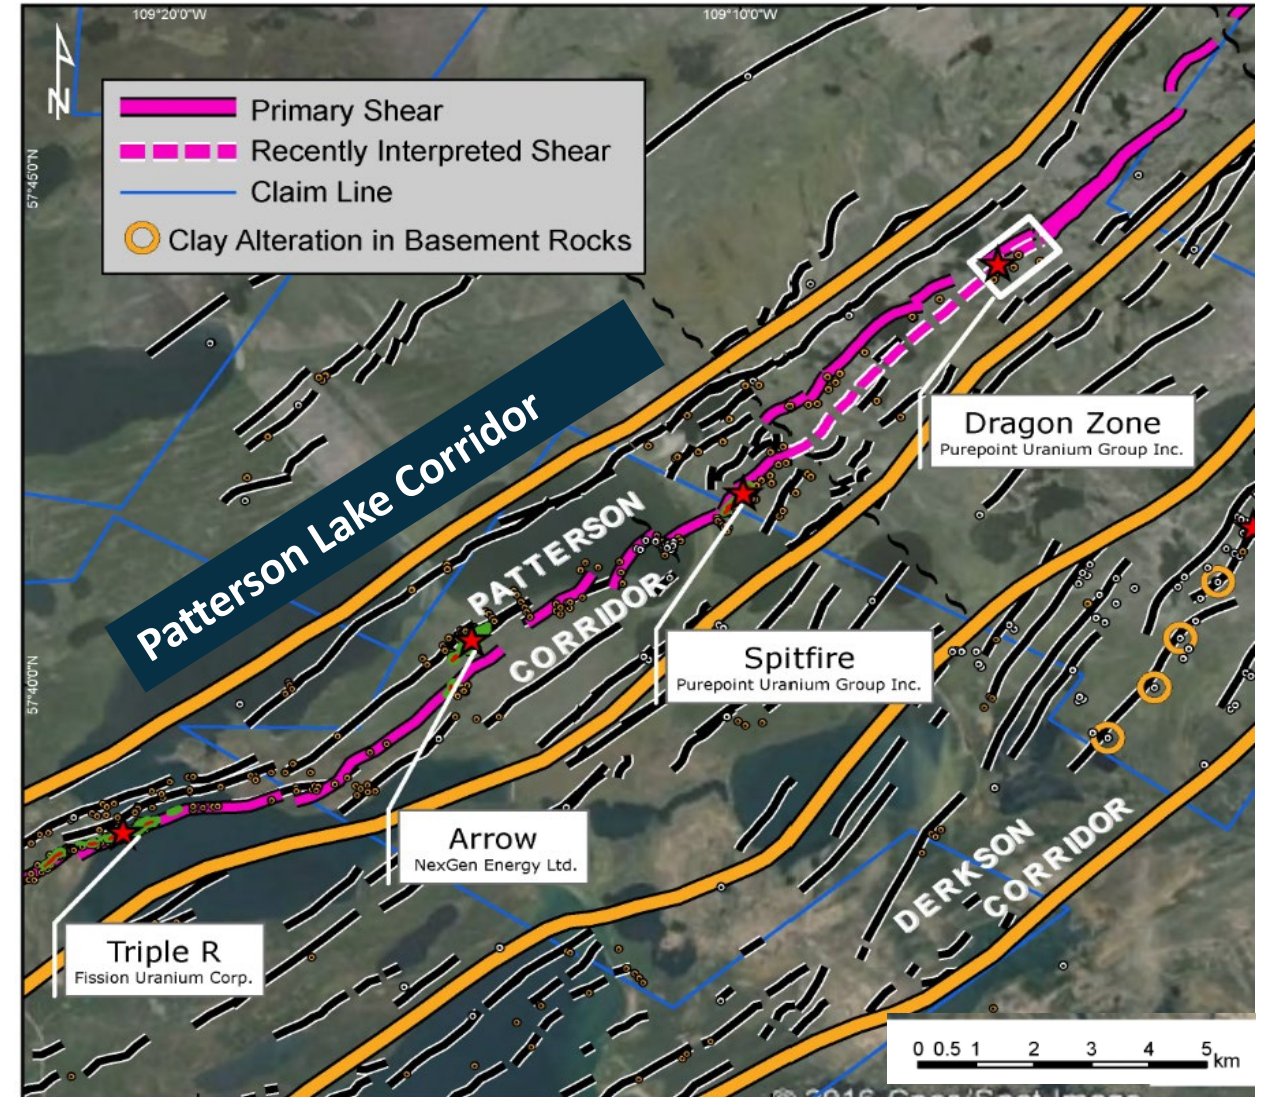 109°20'0"W
109°10'0"W
N
57°45'0"N
57°40'0"N
Primary Shear
Recently Interpreted Shear
Claim Line
Clay Alteration in Basement Rocks
Patterson Lake Corridor
PATTERSON
CORRIDOR
Dragon Zone
Purepoint Uranium Group Inc.
Spitfire
Purepoint Uranium Group Inc.
Arrow
NexGen Energy Ltd.
Triple R
Fission Uranium Corp.
DERKSON
CORRIDOR
0 0.5 1 2 3 4 5 km